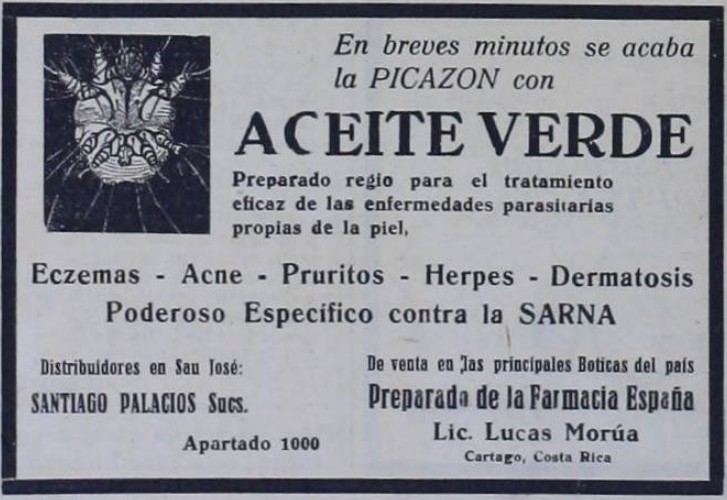 En breves minutos se acaba
la PICAZON con
ACEITE VERDE
Preparado regio para el tratamiento
eficaz de las enfermedades parasitarias
propias de la piel,
Eczemas - Acne - Pruritos - Herpes - Dermatosis
Poderoso Específico contra la SARNA
Distribuidores en San José:
SANTIAGO PALACIOS Sucs.
Apartado 1000
De venta en las principales Boticas del país
Preparado de la Farmacia España
Lic. Lucas Morúa
Cartago, Costa Rica